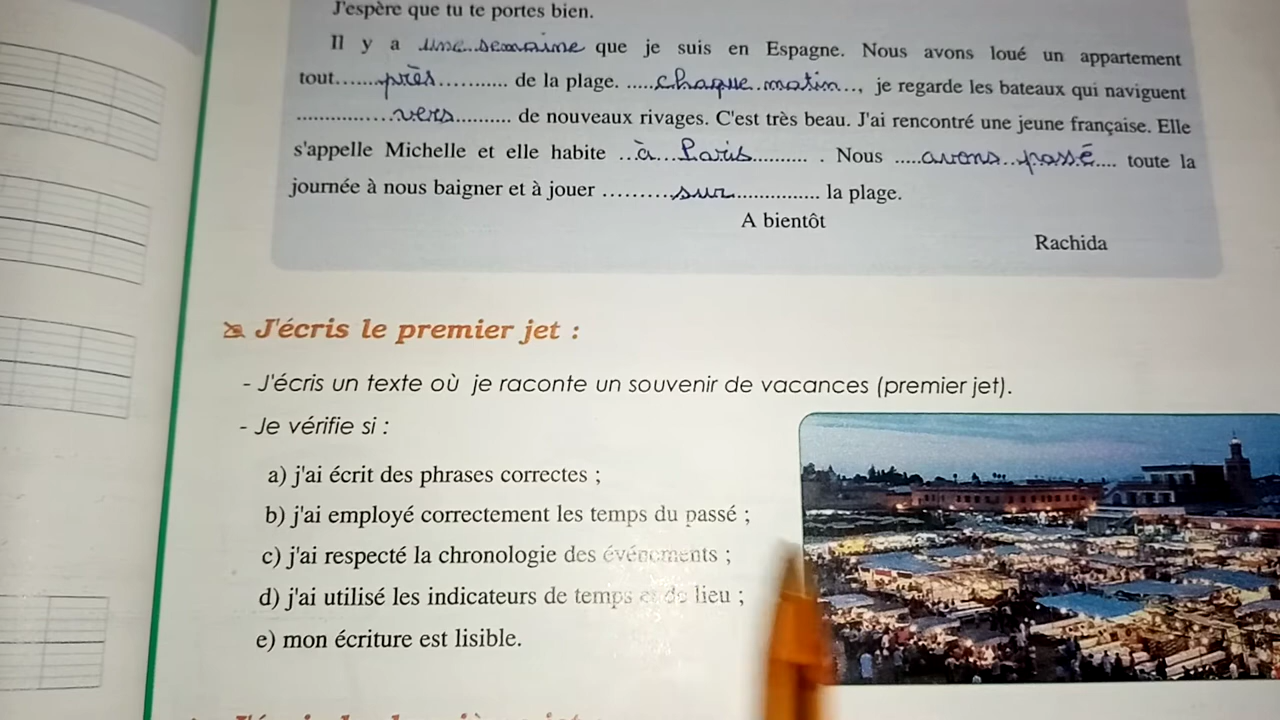 J'espère que tu te portes bien.
Il y a une semaine que je suis en Espagne. Nous avons loué un appartement
tout......près........... de la plage. .....chaque matin.., je regarde les bateaux qui naviguent
................vers.......... de nouveaux rivages. C'est très beau. J'ai rencontré une jeune française. Elle
s'appelle Michelle et elle habite ...à...Paris.......... . Nous .....avons..passé.... toute la
journée à nous baigner et à jouer ..........sur............... la plage.
A bientôt
Rachida
J'écris le premier jet :
- J'écris un texte où je raconte un souvenir de vacances (premier jet).
- Je vérifie si :
a) j'ai écrit des phrases correctes ;
b) j'ai employé correctement les temps du passé ;
c) j'ai respecté la chronologie des événements ;
d) j'ai utilisé les indicateurs de temps et de lieu ;
e) mon écriture est lisible.